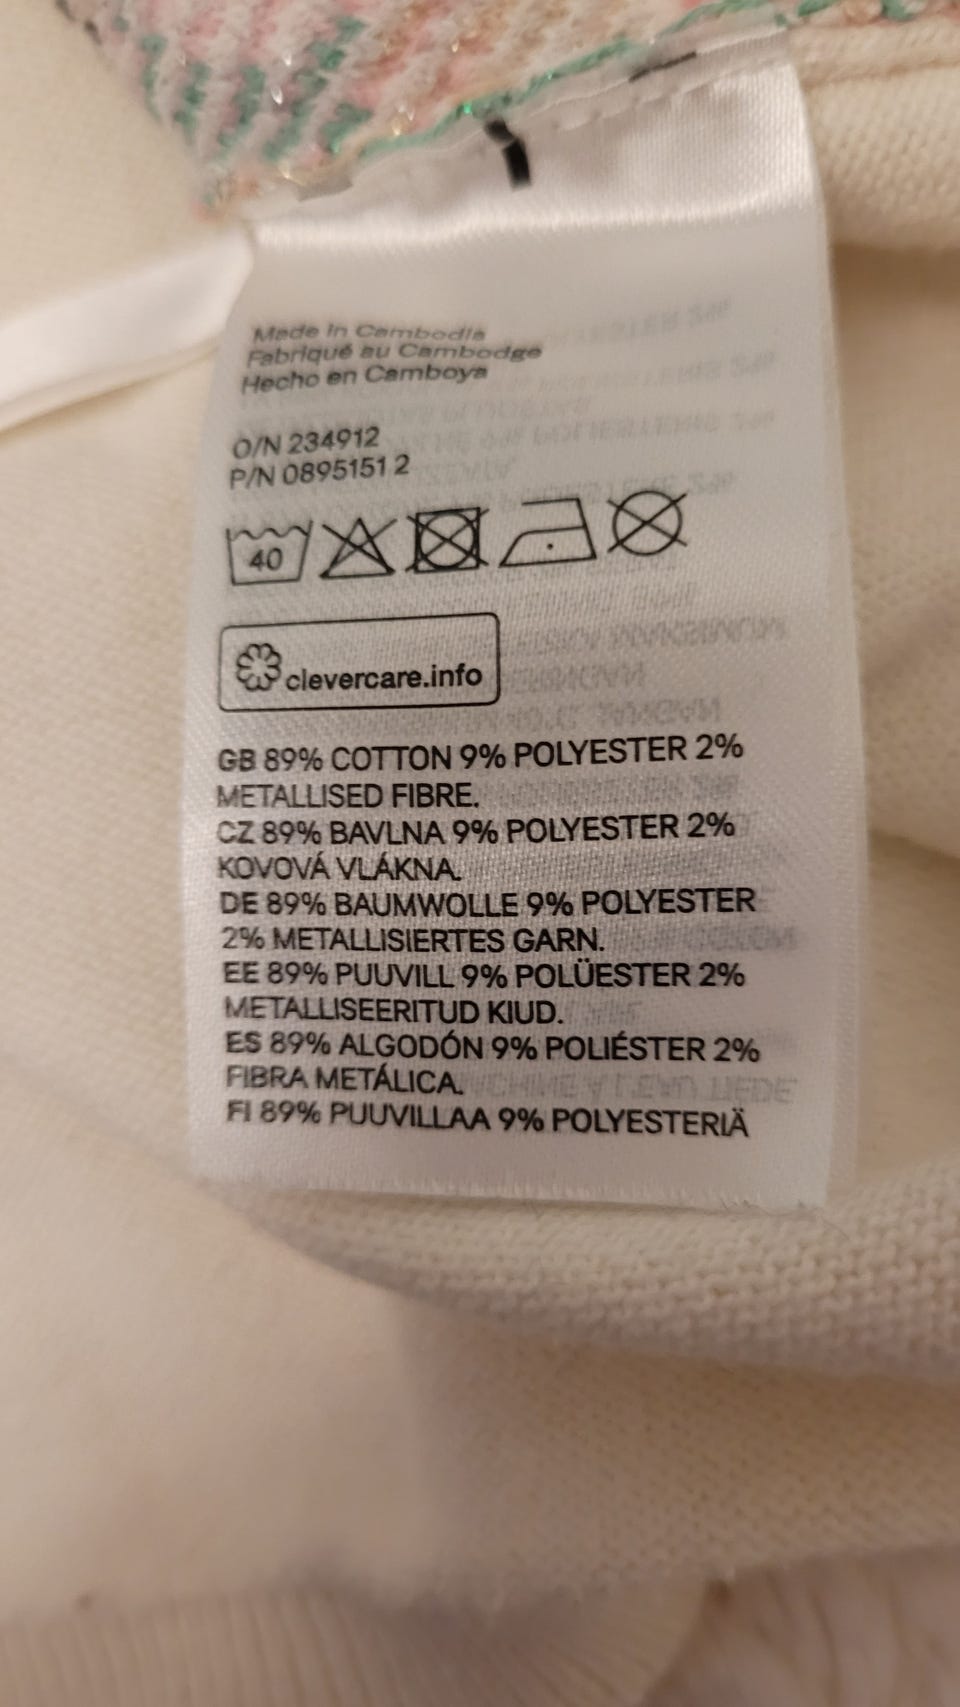 Made in Cambodia
Fabriqué au Cambodge
Hecho en Camboya
O/N 234912
P/N 0895151 2
40
clevercare.info
GB 89% COTTON 9% POLYESTER 2%
METALLISED FIBRE.
CZ 89% BAVLNA 9% POLYESTER 2%
KOVOVÁ VLÁKNA.
DE 89% BAUMWOLLE 9% POLYESTER
2% METALLISIERTES GARN.
EE 89% PUUVILL 9% POLÜESTER 2%
METALLISEERITUD KIUD.
ES 89% ALGODÓN 9% POLIÉSTER 2%
FIBRA METÁLICA.
FI 89% PUUVILLAA 9% POLYESTERIÄ